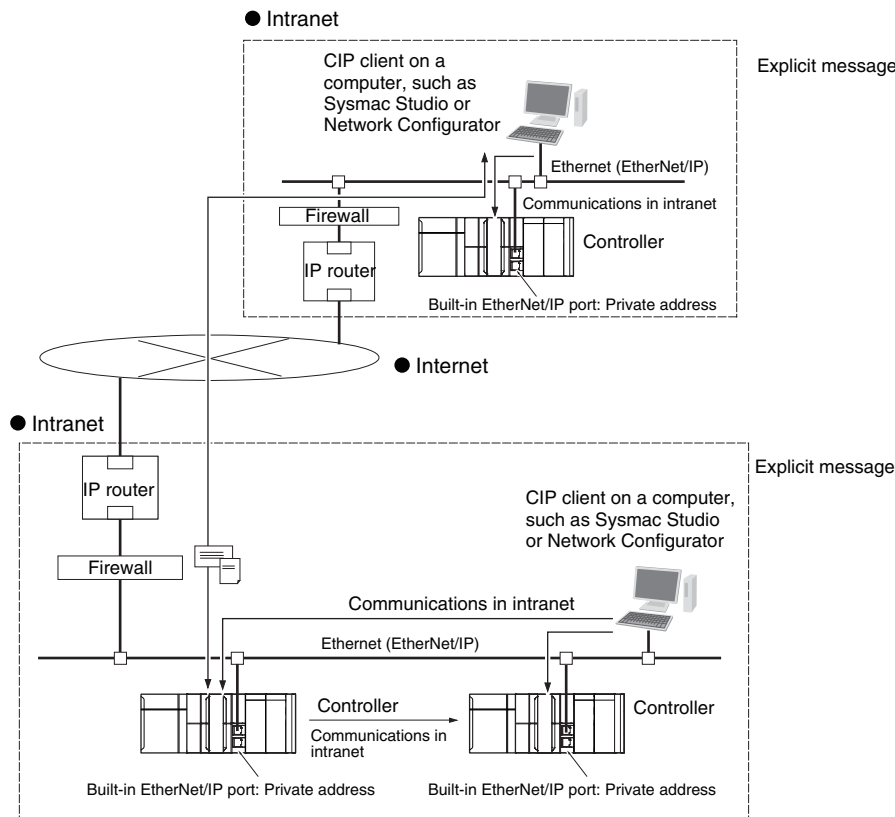 ● Intranet
CIP client on a
computer, such as
Sysmac Studio or
Network Configurator
Explicit message
Ethernet (EtherNet/IP)
Communications in intranet
Firewall
Controller
IP router
Built-in EtherNet/IP port: Private address
● Internet
● Intranet
Explicit message
IP router
CIP client on a computer,
such as Sysmac Studio
or Network Configurator
Firewall
Communications in intranet
Ethernet (EtherNet/IP)
Controller
Communications in
intranet
Controller
Built-in EtherNet/IP port: Private address
Built-in EtherNet/IP port: Private address